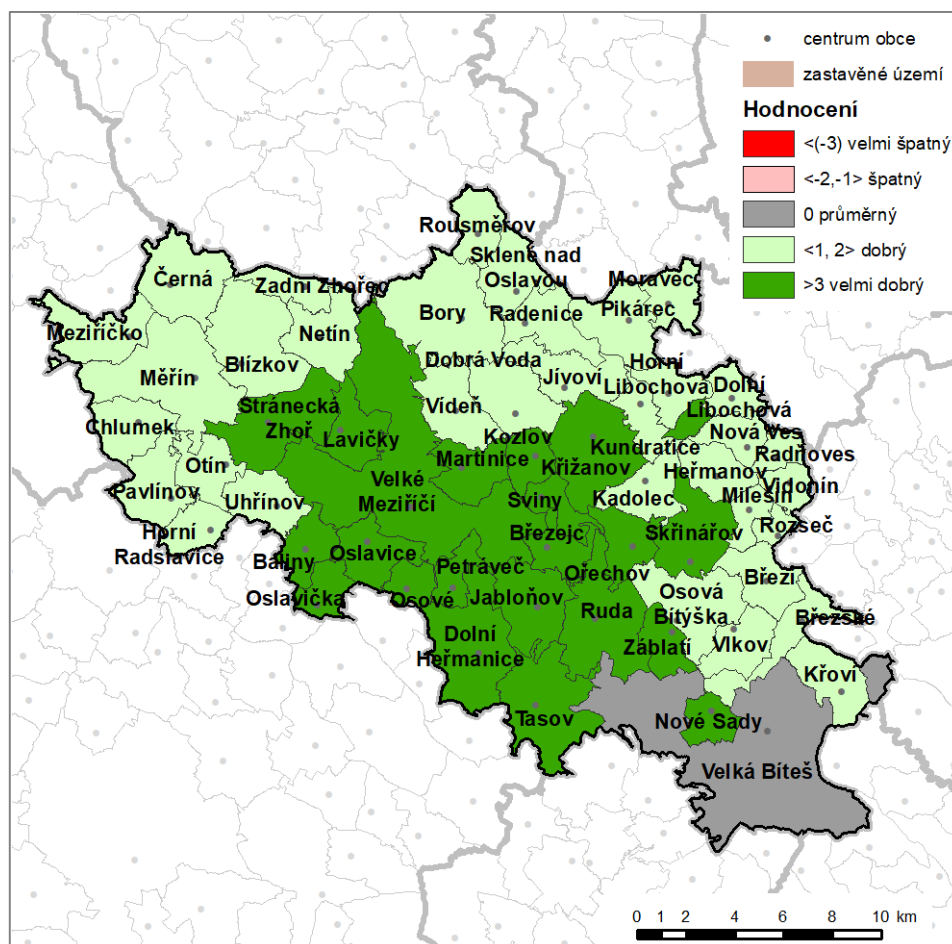 centrum obce
zastavěné území
Hodnocení
<(-3) velmi špatný
<-2,-1> špatný
0 průměrný
<1, 2> dobrý
>3 velmi dobrý
Rousměrov
Sklené nad
Oslavou
Moravec
Černá
Zadní Zhořec
Pikárec
Bory
Radenice
Meziříčko
Netín
Dobrá Voda
Horní
Libochová
Blízkov
Měřín
Jívoví
Dolní
Libochová
Stránecká
Zhoř
Vídeň
Chlumek
Lavičky
Kozlov
Kundratice
Nová Ves
Martinice
Radňoves
Otín
Křižanov
Heřmanov
Velké
Meziříčí
Vidonín
Pavlínov
Uhřínov
Sviny
Kadolec
Milešín
Rozseč
Horní
Radslavice
Březejc
Skřinářov
Oslavice
Baliny
Petráveč
Ořechov
Březí
Oslavička
Osové
Jabloňov
Osová
Bítýška
Ruda
Březské
Dolní
Heřmanice
Záblatí
Vlkov
Křoví
Tasov
Nové Sady
Velká Bíteš
0 1 2 4 6 8 10 km